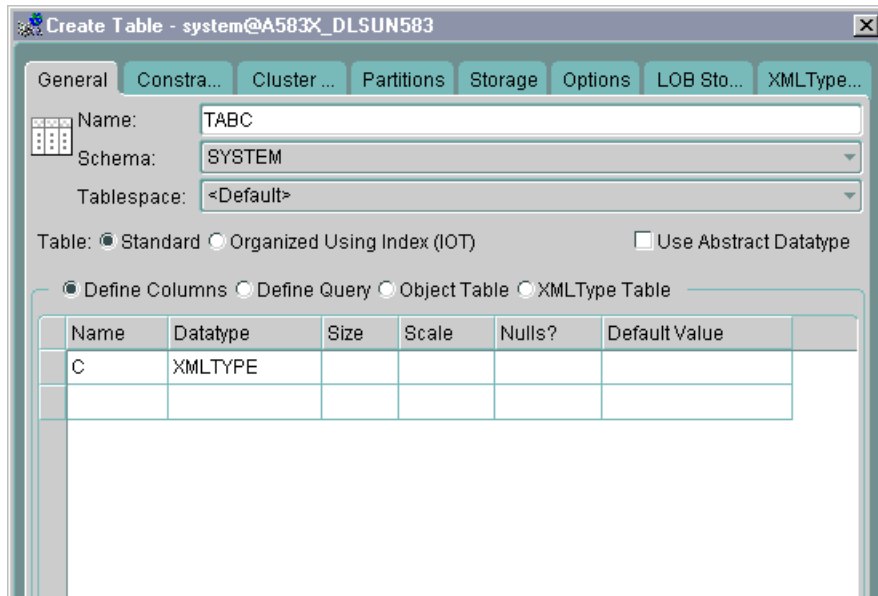 Create Table - system@A583X_DLSUN583
General Constra... Cluster ... Partitions Storage Options LOB Sto... XMLType...
Name: TABC
Schema: SYSTEM
Tablespace: <Default>
Table: Standard Organized Using Index (IOT) Use Abstract Datatype
Define Columns Define Query Object Table XMLType Table
Name Datatype Size Scale Nulls? Default Value
C XMLTYPE